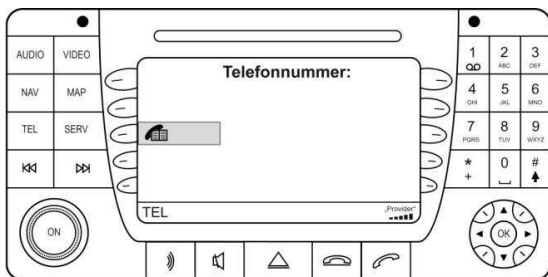 AUDIO VIDEO
NAV MAP
TEL SERV
ON
Telefonnummer:
TEL
„Provider“
1
2 ABC
3 DEF
4 GHI
5 JKL
6 MNO
7 PQRS
8 TUV
9 WXYZ
* +
0
#
OK